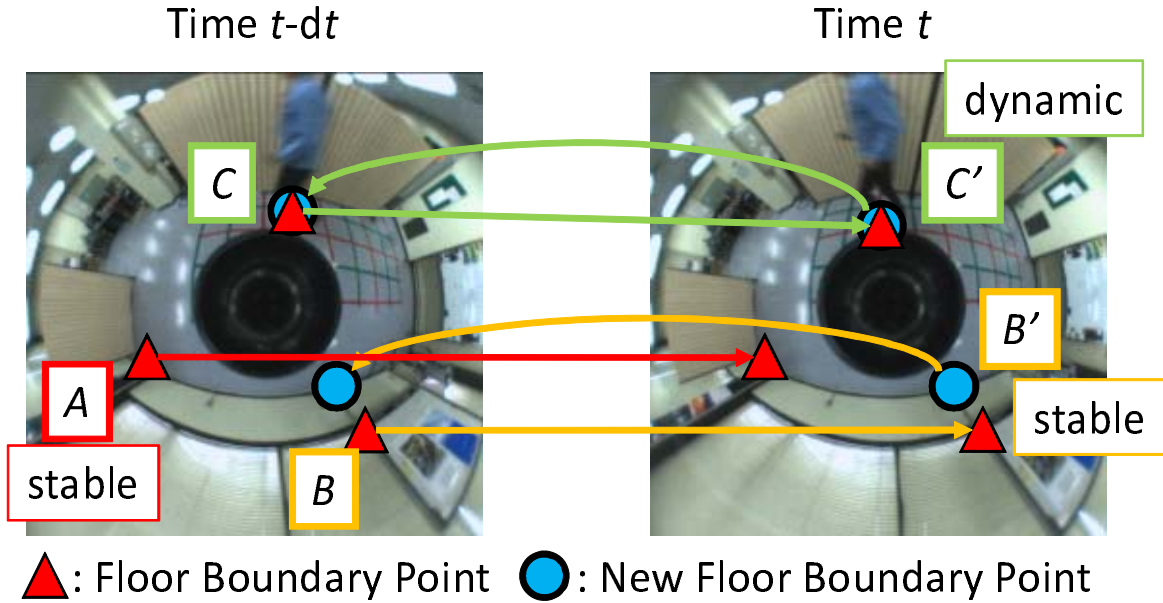 Time t-dt
Time t
dynamic
C
C’
B’
A
stable
stable
B
: Floor Boundary Point
: New Floor Boundary Point